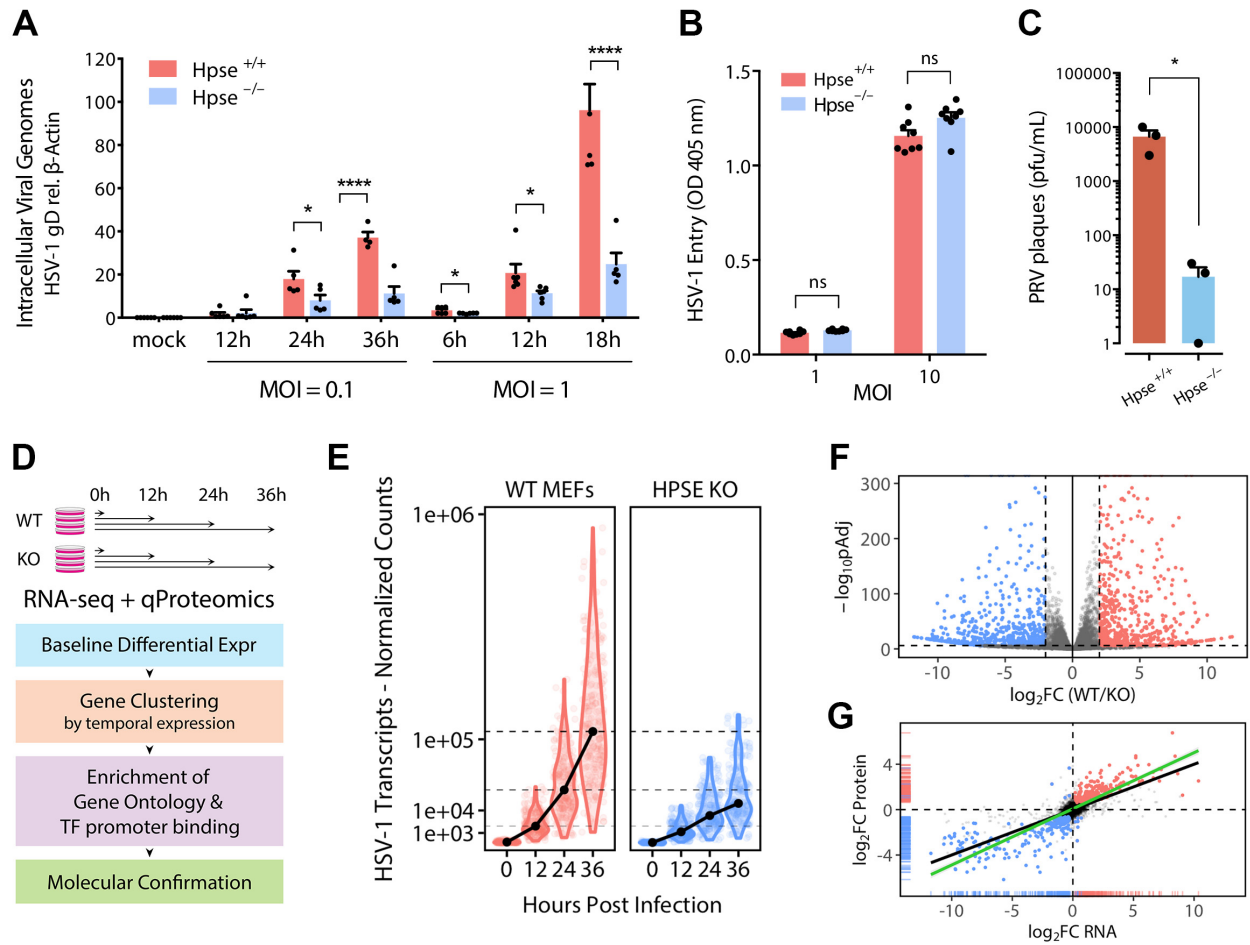 A
Intracellular Viral Genomes
HSV-1 gD rel. β-Actin
120
100
80
60
40
20
0
Hpse +/+
Hpse −/−
*
****
*
*
****
mock
12h
24h
36h
6h
12h
18h
MOI = 0.1
MOI = 1
B
HSV-1 Entry (OD 405 nm)
1.5
1.0
0.5
0.0
Hpse +/+
Hpse −/−
ns
ns
1
10
MOI
C
PRV plaques (pfu/mL)
100000
10000
1000
100
10
1
*
Hpse +/+
Hpse −/−
D
0h
12h
24h
36h
WT
KO
RNA-seq + qProteomics
Baseline Differential Expr
Gene Clustering
by temporal expression
Enrichment of
Gene Ontology &
TF promoter binding
Molecular Confirmation
E
HSV-1 Transcripts - Normalized Counts
WT MEFs
HPSE KO
1e+06
1e+05
1e+04
1e+03
0 12 24 36
0 12 24 36
Hours Post Infection
F
−log10pAdj
300
200
100
0
-10
-5
0
5
10
log2FC (WT/KO)
G
log2FC Protein
4
0
-4
-10
-5
0
5
10
log2FC RNA